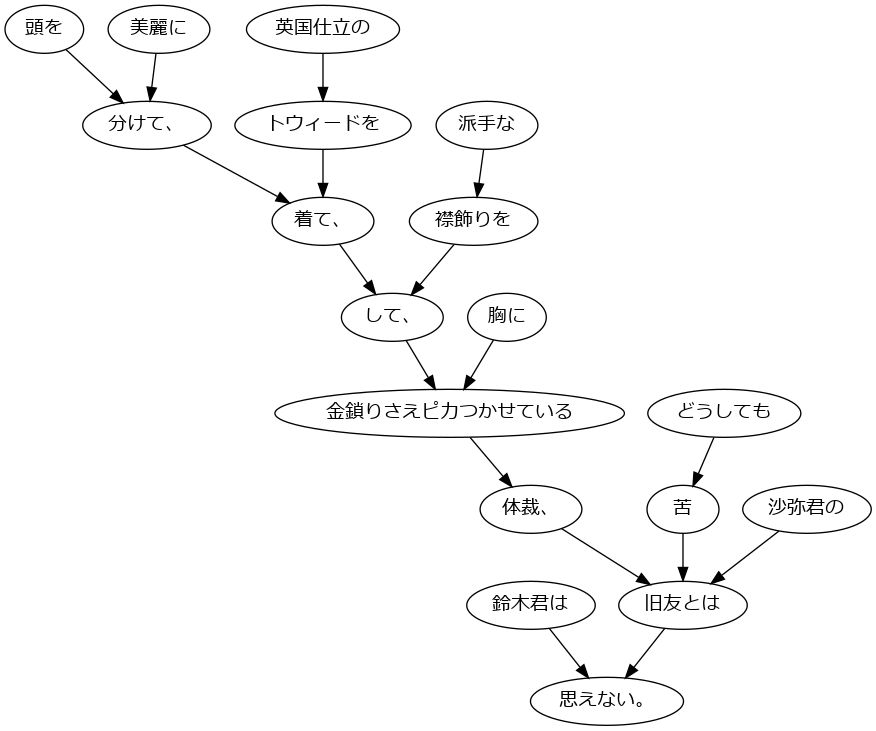 頭を
美麗に
英国仕立の
分けて、
トウィードを
派手な
着て、
襟飾りを
して、
胸に
金鎖りさえピカつかせている
どうしても
体裁、
苦
沙弥君の
鈴木君は
旧友とは
思えない。